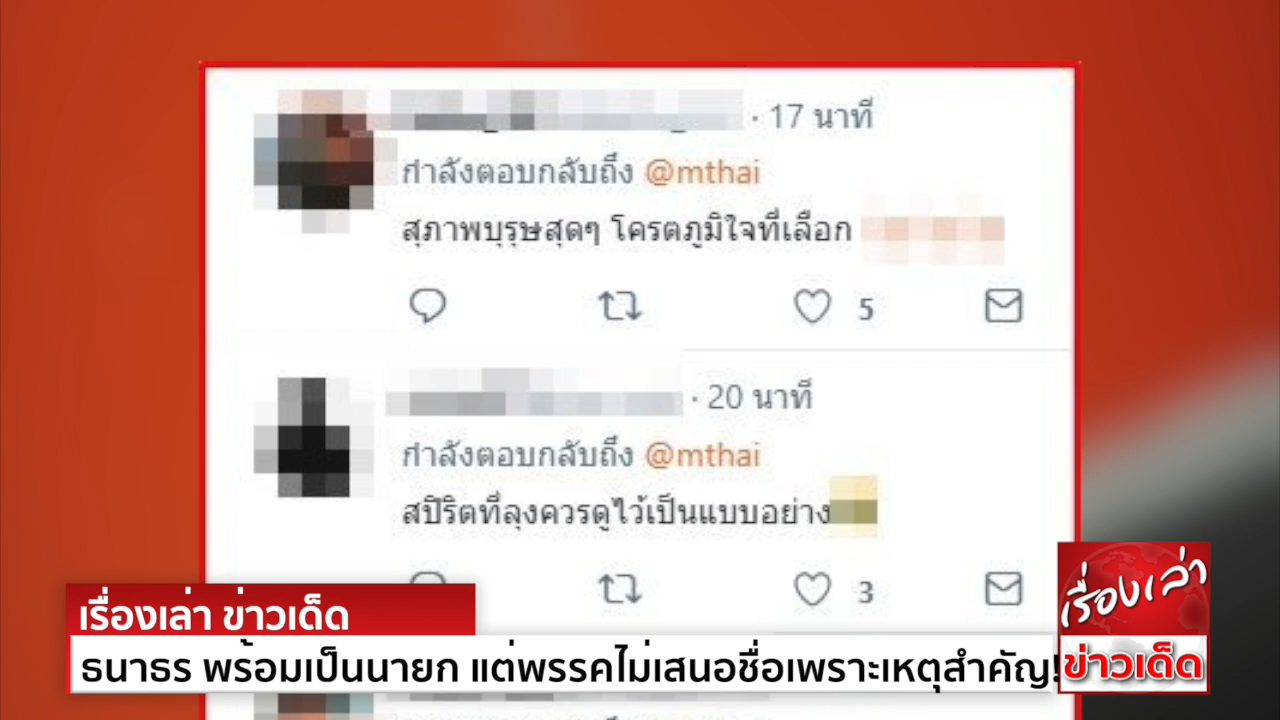 · 17 นาที
กำลังตอบกลับถึง @mthai
สุภาพบุรุษสุดๆ โครตภูมิใจที่เลือก
5
· 20 นาที
กำลังตอบกลับถึง @mthai
สปิริตที่ลุงควรดูไว้เป็นแบบอย่าง
3
เรื่องเล่า ข่าวเด็ด
ธนาธร พร้อมเป็นนายก แต่พรรคไม่เสนอชื่อเพราะเหตุสำคัญ!
เรื่องเล่า
ข่าวเด็ด